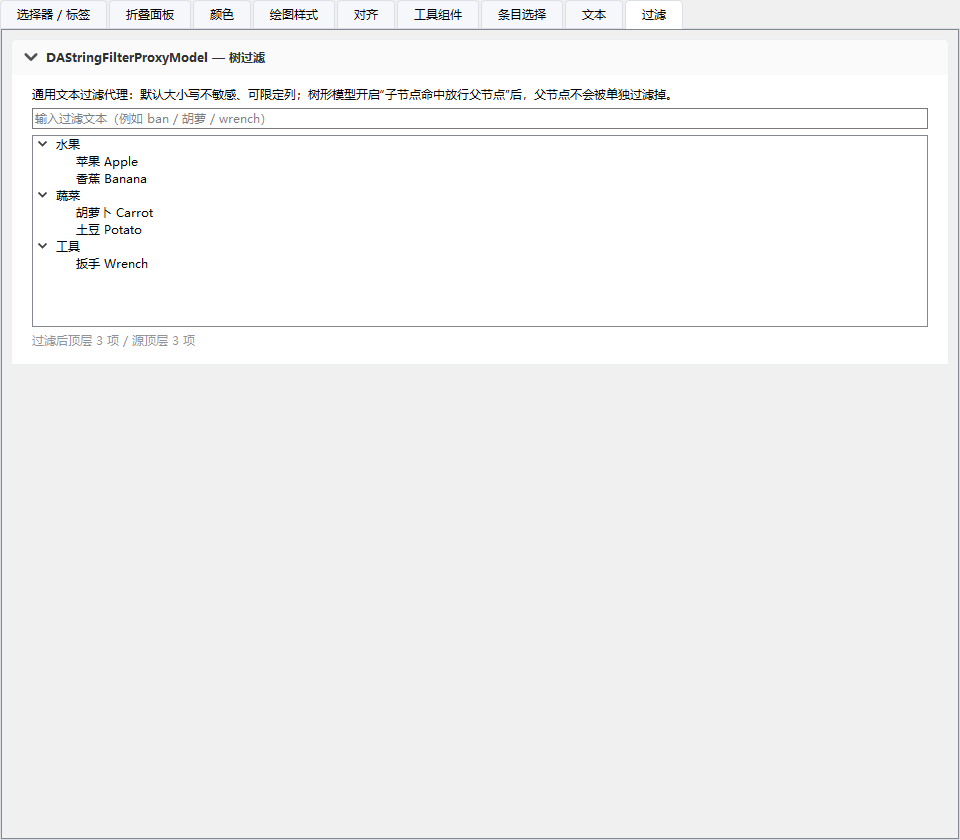 选择器 / 标签 折叠面板 颜色 绘图样式 对齐 工具组件 条目选择 文本 过滤
DAStringFilterProxyModel — 树过滤
通用文本过滤代理：默认大小写不敏感、可限定列；树形模型开启“子节点命中放行父节点”后，父节点不会被单独过滤掉。
输入过滤文本（例如 ban / 胡萝 / wrench）
水果
苹果 Apple
香蕉 Banana
蔬菜
胡萝卜 Carrot
土豆 Potato
工具
扳手 Wrench
过滤后顶层 3 项 / 源顶层 3 项